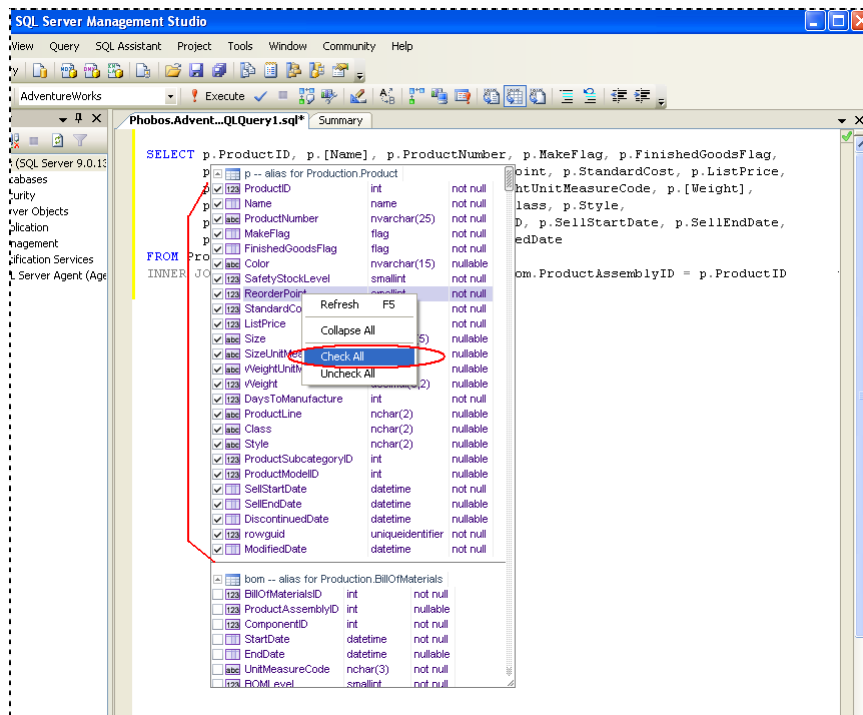 SQL Server Management Studio
View Query SQL Assistant Project Tools Window Community Help
AdventureWorks Execute
Phobos.Advent...QLQuery1.sql* Summary
(SQL Server 9.0.13
SELECT p.ProductID, p.[Name], p.ProductNumber, p.MakeFlag, p.FinishedGoodsFlag,
p oint, p.StandardCost, p.ListPrice,
p htUnitMeasureCode, p.[Weight],
p lass, p.Style,
p D, p.SellStartDate, p.SellEndDate,
p edDate
FROM Pro
INNER JO om.ProductAssemblyID = p.ProductID
tabases
urity
ver Objects
plication
nagement
ification Services
L Server Agent (Age
p -- alias for Production.Product
ProductID int not null
Name name not null
ProductNumber nvarchar(25) not null
MakeFlag flag not null
FinishedGoodsFlag flag not null
Color nvarchar(15) nullable
SafetyStockLevel smallint not null
ReorderPoint smallint not null
StandardCo not null
ListPrice not null
Size 5) nullable
SizeUnitMea nullable
WeightUnitM nullable
Weight decimal(8,2) nullable
DaysToManufacture int not null
ProductLine nchar(2) nullable
Class nchar(2) nullable
Style nchar(2) nullable
ProductSubcategoryID int nullable
ProductModelID int nullable
SellStartDate datetime not null
SellEndDate datetime nullable
DiscontinuedDate datetime nullable
rowguid uniqueidentifier not null
ModifiedDate datetime not null
Refresh F5
Collapse All
Check All
Uncheck All
bom -- alias for Production.BillOfMaterials
BillOfMaterialsID int not null
ProductAssemblyID int nullable
ComponentID int not null
StartDate datetime not null
EndDate datetime nullable
UnitMeasureCode nchar(3) not null
BOMLevel smallint not null